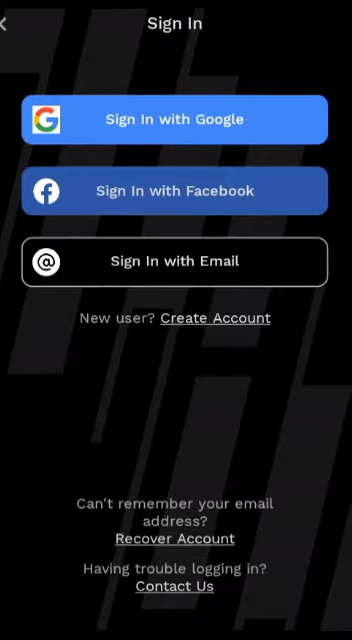 Sign In
Sign In with Google
Sign In with Facebook
Sign In with Email
New user? Create Account
Can't remember your email
address?
Recover Account
Having trouble logging in?
Contact Us